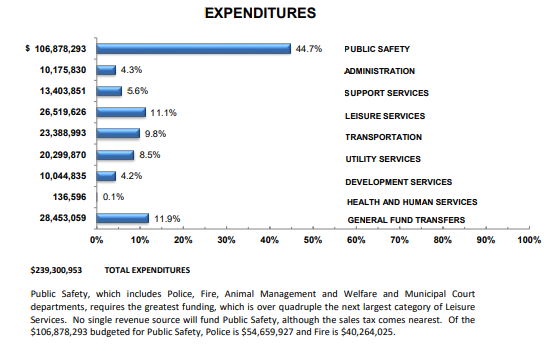 EXPENDITURES
$ 106,878,293 44.7% PUBLIC SAFETY
10,175,830 4.3% ADMINISTRATION
13,403,851 5.6% SUPPORT SERVICES
26,519,626 11.1% LEISURE SERVICES
23,388,993 9.8% TRANSPORTATION
20,299,870 8.5% UTILITY SERVICES
10,044,835 4.2% DEVELOPMENT SERVICES
136,596 0.1% HEALTH AND HUMAN SERVICES
28,453,059 11.9% GENERAL FUND TRANSFERS
0% 10% 20% 30% 40% 50% 60% 70% 80% 90% 100%
$239,300,953 TOTAL EXPENDITURES
Public Safety, which includes Police, Fire, Animal Management and Welfare and Municipal Court
departments, requires the greatest funding, which is over quadruple the next largest category of Leisure
Services. No single revenue source will fund Public Safety, although the sales tax comes nearest. Of the
$106,878,293 budgeted for Public Safety, Police is $54,659,927 and Fire is $40,264,025.